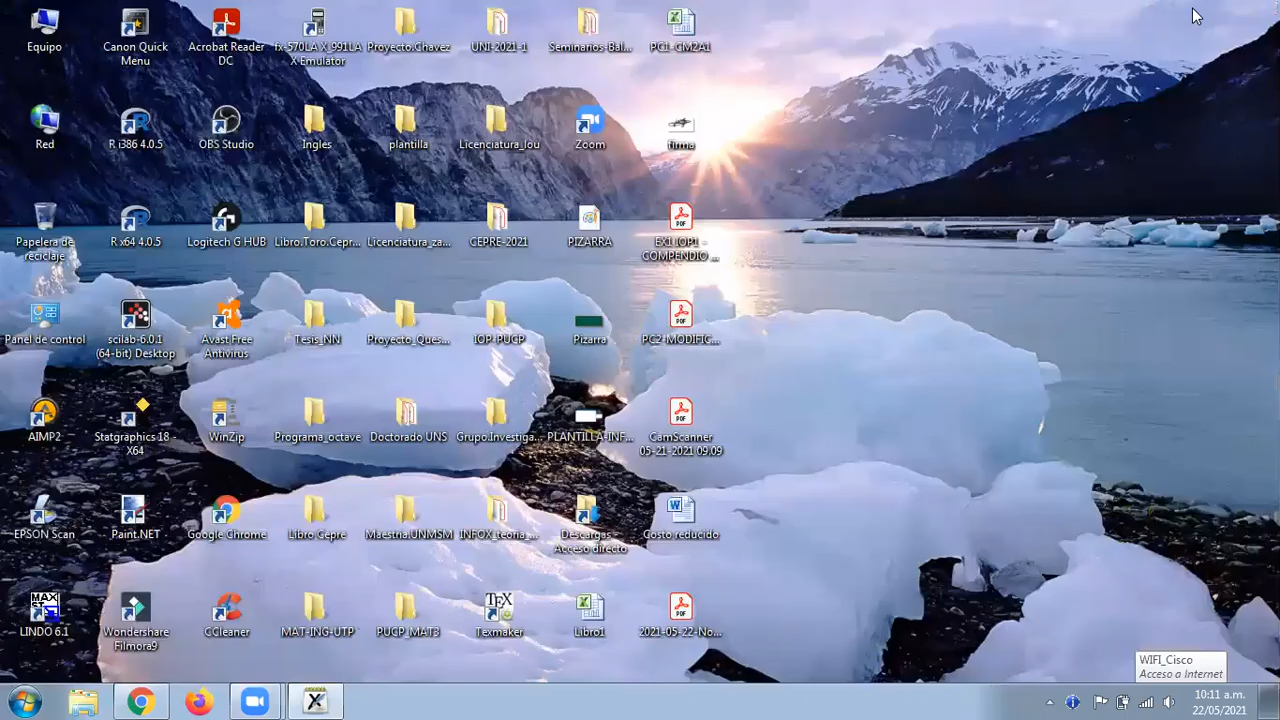 Equipo
Canon Quick
Menu
Acrobat Reader
DC
fx-570LA X_991LA
X Emulator
Proyecto.Chavez
UNI-2021-1
Seminarios-Bal...
PC1-CM2A1
Red
R i386 4.0.5
OBS Studio
Ingles
plantilla
Licenciatura_lou
Zoom
firma
Papelera de
reciclaje
R x64 4.0.5
Logitech G HUB
Libro.Toro.Cepr...
Licenciatura_za...
CEPRE-2021
PIZARRA
EX1 IOP1 -
COMPENDIO ...
Panel de control
scilab-6.0.1
(64-bit) Desktop
Avast Free
Antivirus
Tesis_NN
Proyecto_Ques...
IOP-PUCP
Pizarra
PC2-MODIFIC...
AIMP2
Statgraphics 18 -
X64
WinZip
Programa_octave
Doctorado UNS
Grupo.Investiga...
PLANTILLA-INF...
CamScanner
05-21-2021 09.09
EPSON Scan
Paint.NET
Google Chrome
Libro Cepre
Maestria.UNMSM
INFOX_teoria_...
Descargas -
Acceso directo
Costo reducido
LINDO 6.1
Wondershare
Filmora9
CCleaner
MAT-ING-UTP
PUCP_MAT3
Texmaker
Libro1
2021-05-22-No...
WIFI_Cisco
Acceso a Internet
10:11 a.m.
22/05/2021